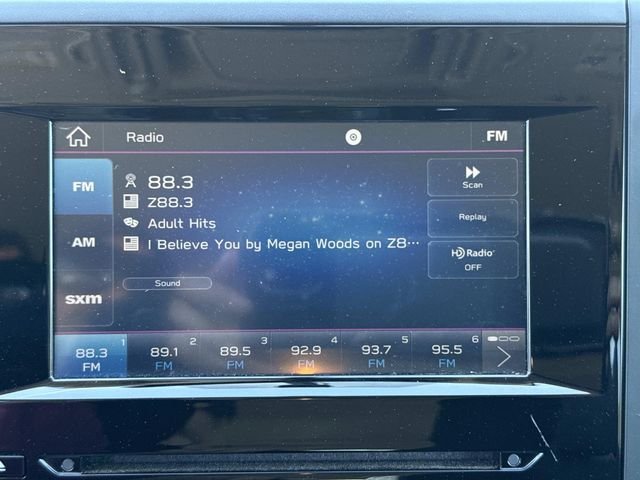 Radio
FM
FM
88.3
Scan
Z88.3
Replay
AM
Adult Hits
I Believe You by Megan Woods on Z8...
HD Radio
OFF
sxm
Sound
1 2 3 4 5 6
88.3 89.1 89.5 92.9 93.7 95.5
FM FM FM FM FM FM